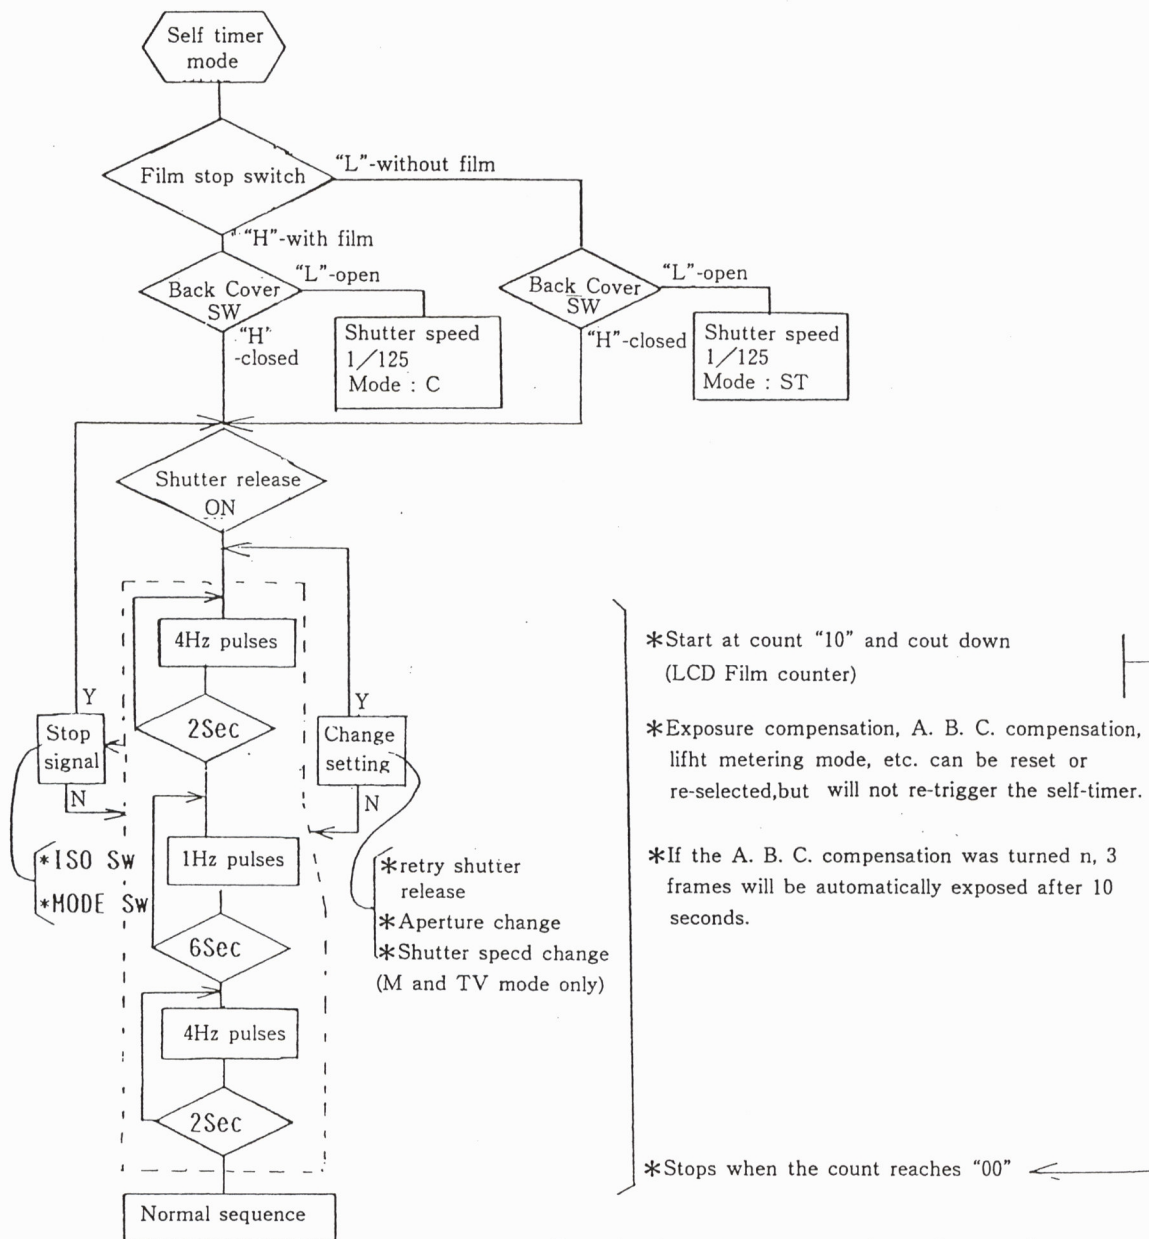 Self timer
mode
Film stop switch
“L”-without film
“H”-with film
Back Cover
SW
“L”-open
“H”
-closed
Shutter speed
1/125
Mode : C
Back Cover
SW
“L”-open
“H”-closed
Shutter speed
1/125
Mode : ST
Shutter release
ON
4Hz pulses
2Sec
Y
Stop
signal
N
Y
Change
setting
N
*ISO Sw
*MODE Sw
1Hz pulses
6Sec
*retry shutter
release
*Aperture change
*Shutter specd change
(M and TV mode only)
4Hz pulses
2Sec
Normal sequence
*Start at count “10” and cout down
(LCD Film counter)
*Exposure compensation, A. B. C. compensation,
lifht metering mode, etc. can be reset or
re-selected,but will not re-trigger the self-timer.
*If the A. B. C. compensation was turned n, 3
frames will be automatically exposed after 10
seconds.
*Stops when the count reaches “00”